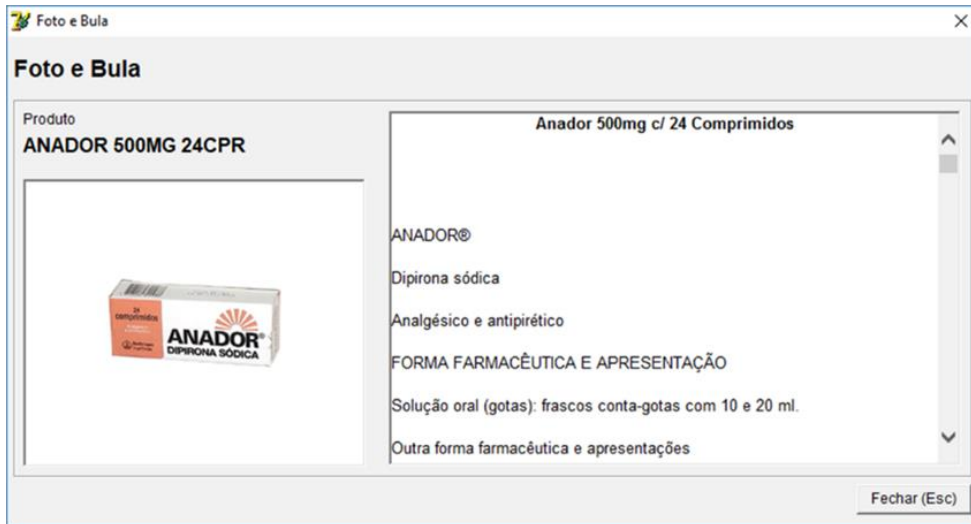 Foto e Bula
Foto e Bula
Produto
ANADOR 500MG 24CPR
24
comprimidos
ANADOR®
DIPIRONA SÓDICA
Anador 500mg c/ 24 Comprimidos
ANADOR®
Dipirona sódica
Analgésico e antipirético
FORMA FARMACÊUTICA E APRESENTAÇÃO
Solução oral (gotas): frascos conta-gotas com 10 e 20 ml.
Outra forma farmacêutica e apresentações
Fechar (Esc)